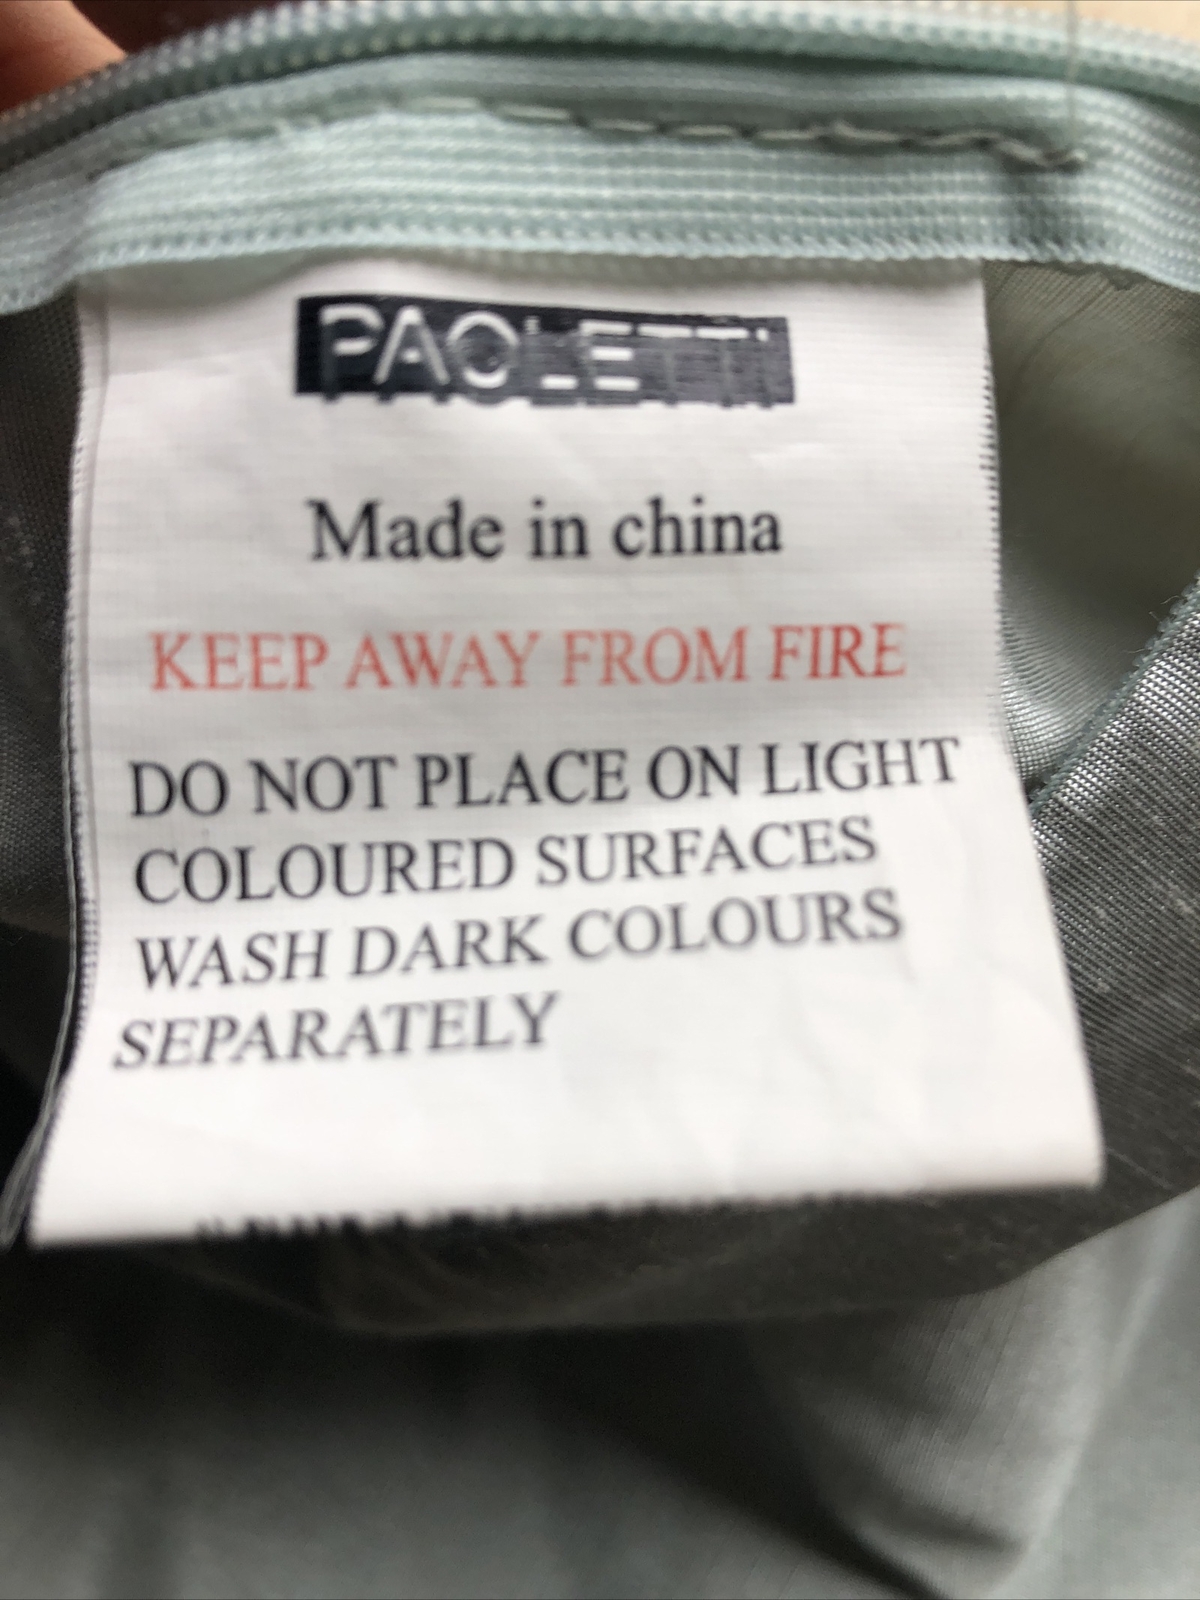 PAOLETTI
Made in china
KEEP AWAY FROM FIRE
DO NOT PLACE ON LIGHT
COLOURED SURFACES
WASH DARK COLOURS
SEPARATELY